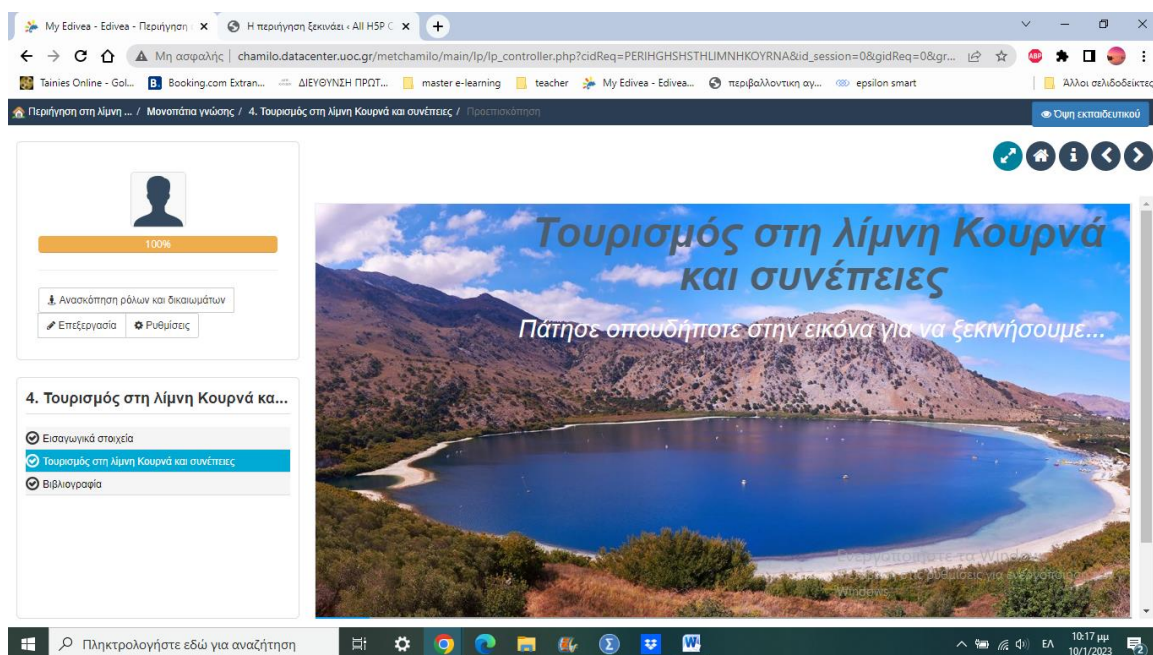 My Edivea - Edivea - Περιήγηση
Η περιήγηση ξεκινάει ‹ All H5P C
Μη ασφαλής | chamilo.datacenter.uoc.gr/metchamilo/main/lp/lp_controller.php?cidReq=PERIHGHSHSTHLIMNHKOYRNA&id_session=0&gidReq=0&gr...
Tainies Online - Gol...
Booking.com Extran...
ΔΙΕΥΘΥΝΣΗ ΠΡΩΤ...
master e-learning
teacher
My Edivea - Edivea...
περιβαλλοντικη αγ...
epsilon smart
Άλλοι σελιδοδείκτες
Περιήγηση στη λίμνη ... / Μονοπάτια γνώσης / 4. Τουρισμός στη λίμνη Κουρνά και συνέπειες / Προεπισκόπηση
Όψη εκπαιδευτικού
100%
Ανασκόπηση ρόλων και δικαιωμάτων
Επεξεργασία
Ρυθμίσεις
4. Τουρισμός στη λίμνη Κουρνά κα...
Εισαγωγικά στοιχεία
Τουρισμός στη λίμνη Κουρνά και συνέπειες
Βιβλιογραφία
Τουρισμός στη λίμνη Κουρνά
και συνέπειες
Πάτησε οπουδήποτε στην εικόνα για να ξεκινήσουμε...
Windows
Πληκτρολογήστε εδώ για αναζήτηση
ΕΛ
10:17 μμ
10/1/2023
2